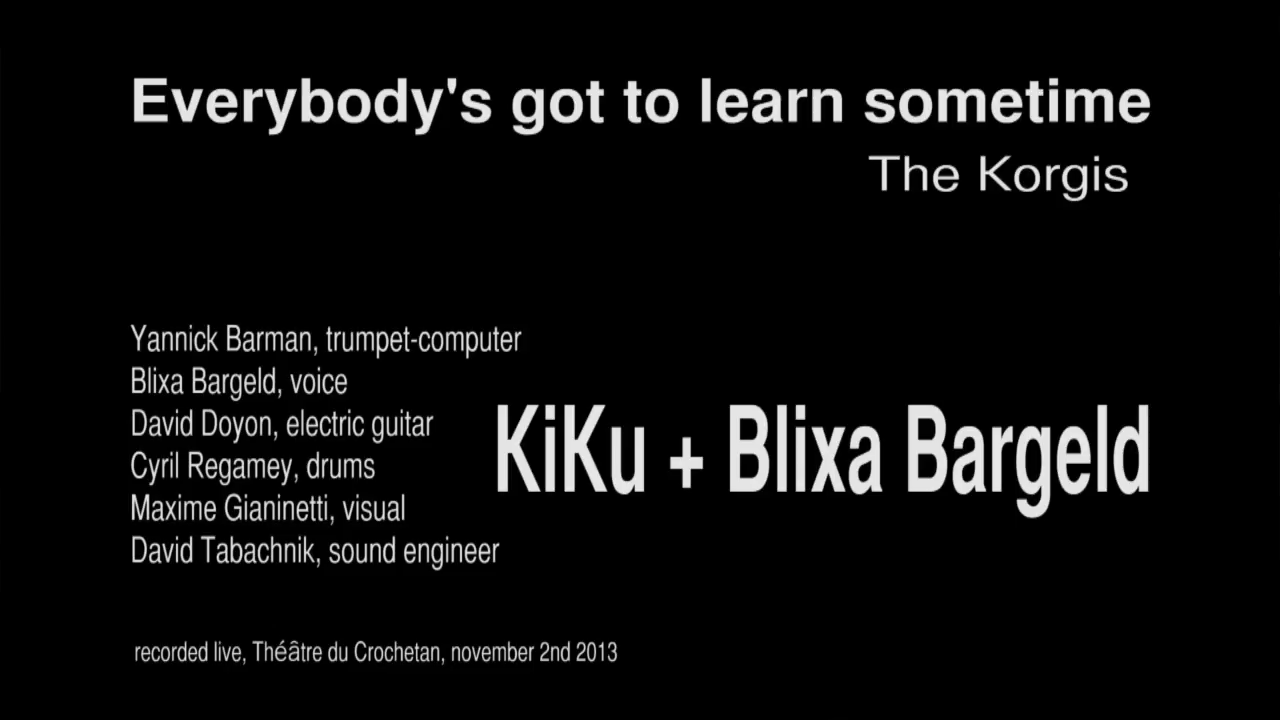 Everybody's got to learn sometime
The Korgis
Yannick Barman, trumpet-computer
Blixa Bargeld, voice
David Doyon, electric guitar
Cyril Regamey, drums
Maxime Gianinetti, visual
David Tabachnik, sound engineer
KiKu + Blixa Bargeld
recorded live, Théâtre du Crochetan, november 2nd 2013